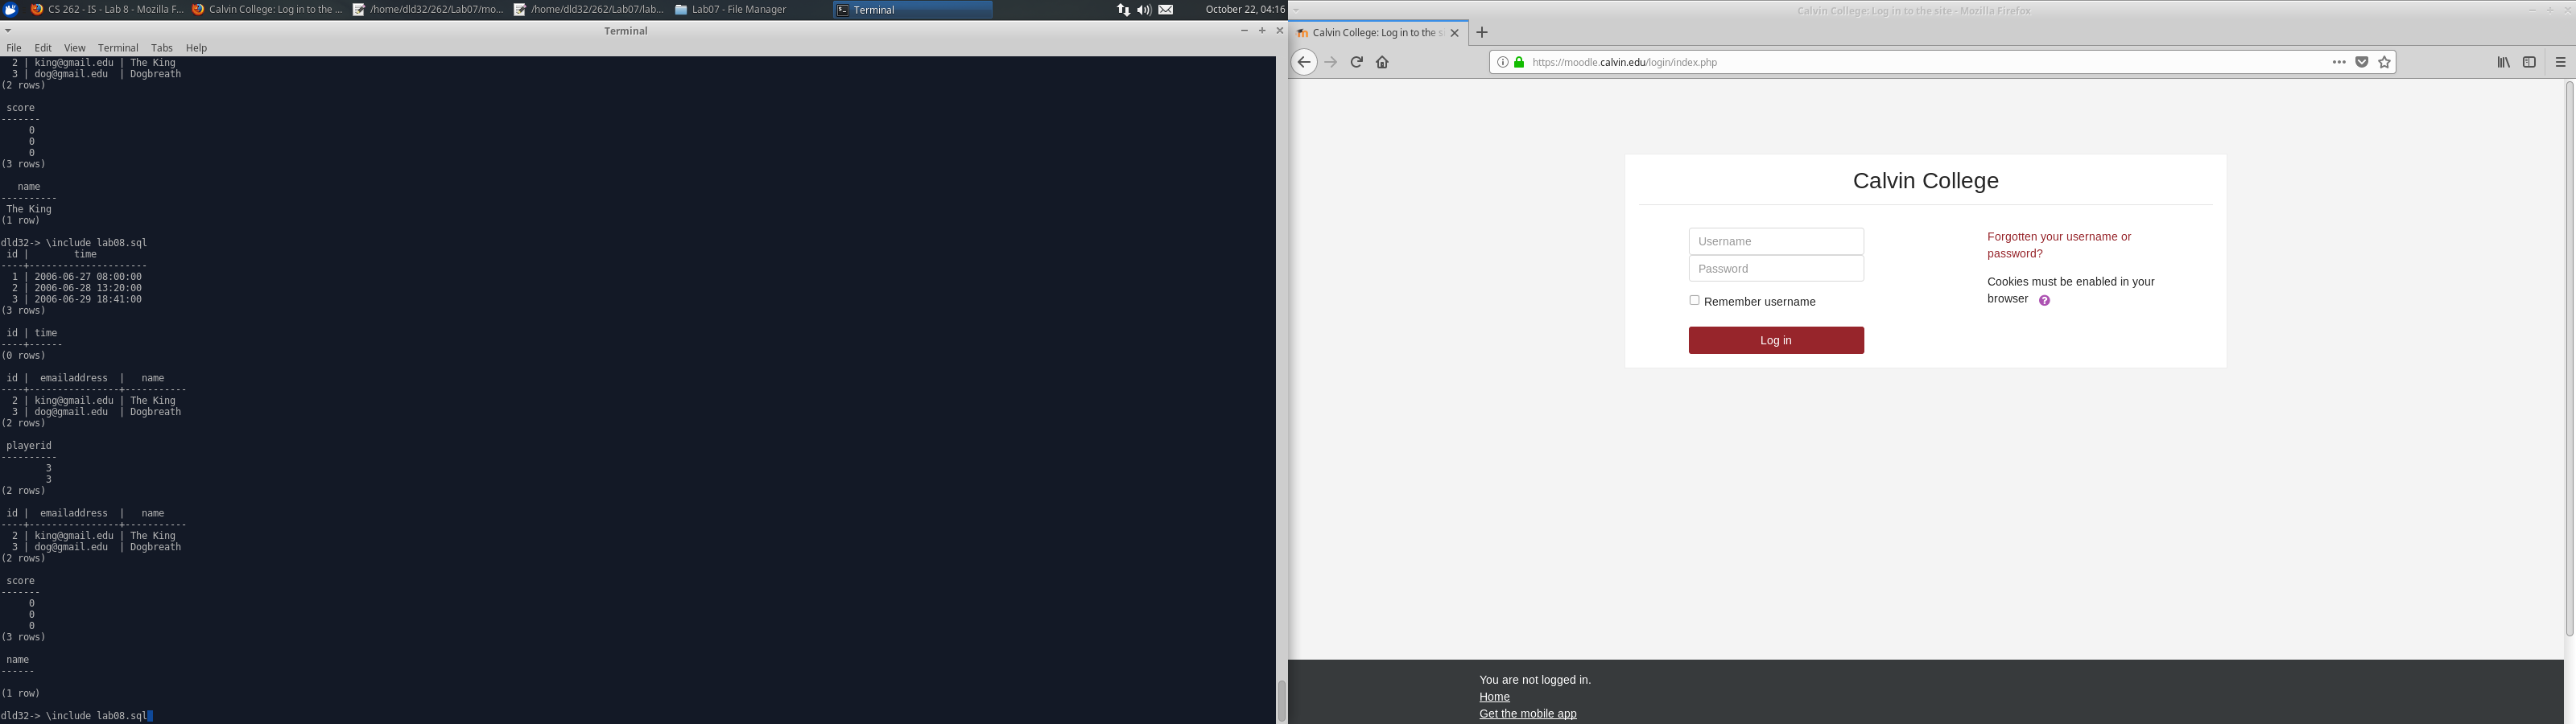 CS 262 - IS - Lab 8 - Mozilla F...
Calvin College: Log in to the ...
/home/dld32/262/Lab07/mo...
/home/dld32/262/Lab07/lab...
Lab07 - File Manager
Terminal
October 22, 04:16
Terminal
File Edit View Terminal Tabs Help
  2 | king@gmail.edu | The King
  3 | dog@gmail.edu  | Dogbreath
(2 rows)
 score
-------
     0
     0
     0
(3 rows)
   name
----------
 The King
(1 row)
dld32-> \include lab08.sql
 id |        time
----+---------------------
  1 | 2006-06-27 08:00:00
  2 | 2006-06-28 13:20:00
  3 | 2006-06-29 18:41:00
(3 rows)
 id | time
----+------
(0 rows)
 id |  emailaddress  |   name
----+----------------+-----------
  2 | king@gmail.edu | The King
  3 | dog@gmail.edu  | Dogbreath
(2 rows)
 playerid
----------
        3
        3
(2 rows)
 id |  emailaddress  |   name
----+----------------+-----------
  2 | king@gmail.edu | The King
  3 | dog@gmail.edu  | Dogbreath
(2 rows)
 score
-------
     0
     0
     0
(3 rows)
 name
------
(1 row)
dld32-> \include lab08.sql
Calvin College: Log in to the site - Mozilla Firefox
Calvin College: Log in to the s
https://moodle.calvin.edu/login/index.php
Calvin College
Username
Password
Remember username
Log in
Forgotten your username or
password?
Cookies must be enabled in your
browser ?
You are not logged in.
Home
Get the mobile app